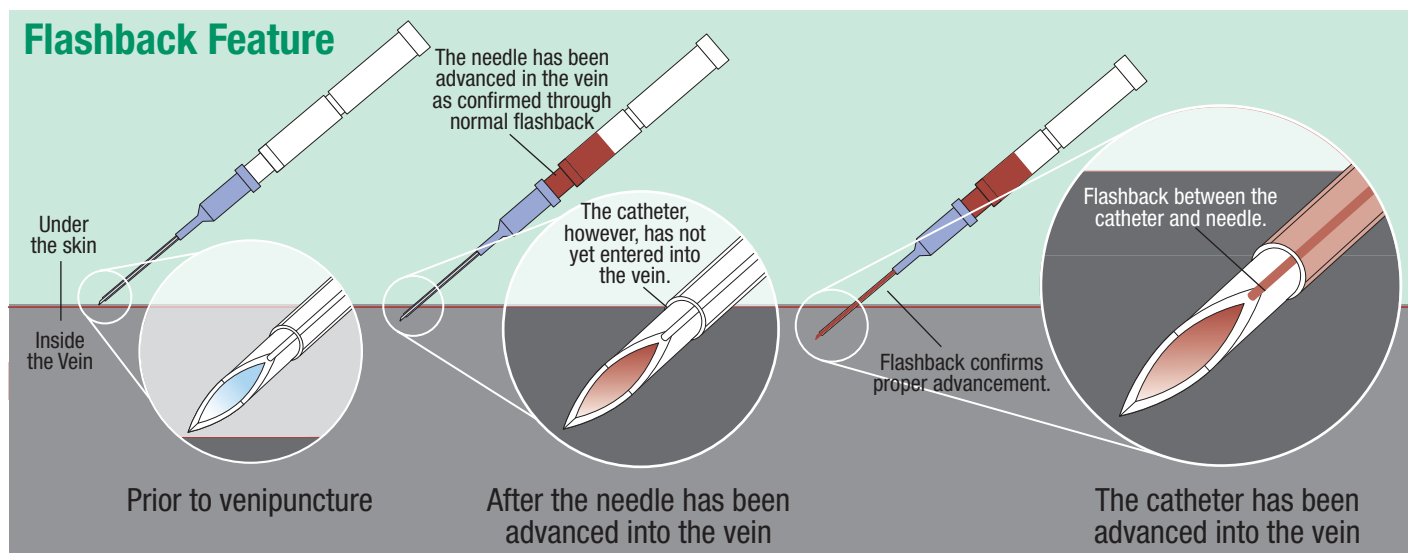 Flashback Feature
Under
the skin
Inside
the Vein
Prior to venipuncture
The needle has been
advanced in the vein
as confirmed through
normal flashback
The catheter,
however, has not
yet entered into
the vein.
After the needle has been
advanced into the vein
Flashback between the
catheter and needle.
Flashback confirms
proper advancement.
The catheter has been
advanced into the vein